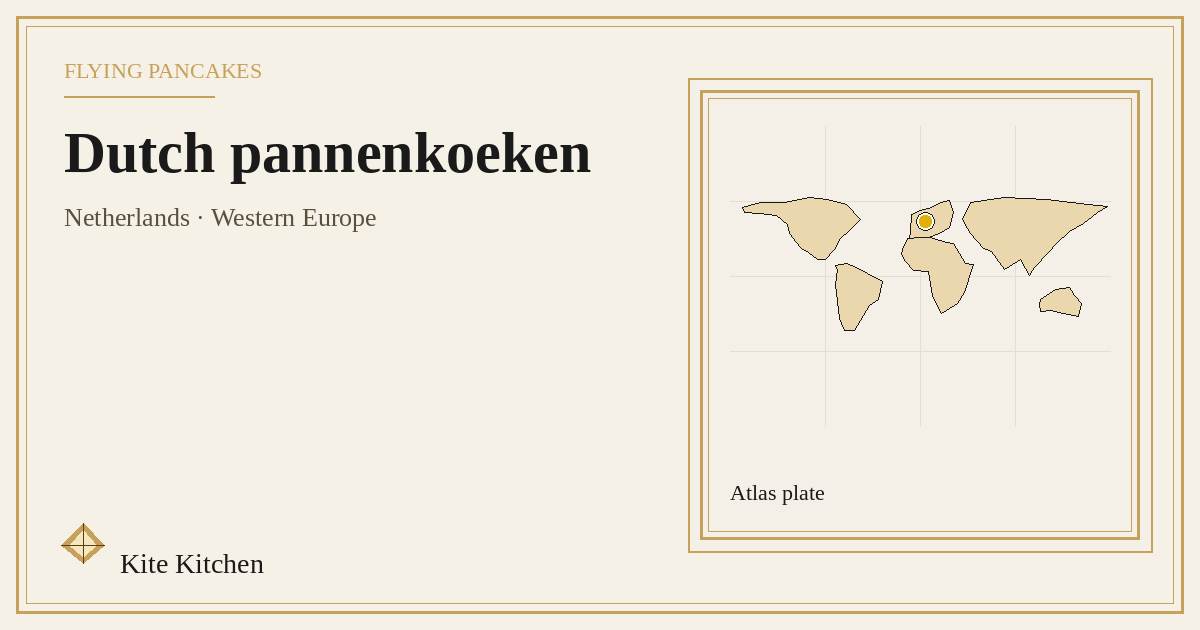 FLYING PANCAKES
Dutch pannenkoeken
Netherlands · Western Europe
Atlas plate
Kite Kitchen